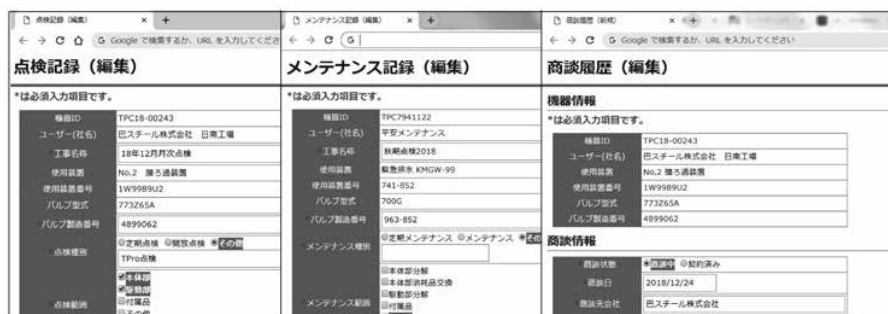 点検記録 (編集)
Google で検索するか、URL を入力してくださ
点検記録（編集）
*は必須入力項目です。
機器ID TPC18-00243
ユーザー(社名) 巴スチール株式会社 日南工場
工事名称 18年12月月次点検
使用装置 No.2 膜ろ過装置
使用装置番号 1W9989U2
バルブ型式 773Z65A
バルブ製造番号 4899062
点検種別 定期点検 開放点検 その他
TPro点検
点検範囲 本体部
駆動部
付属品
その他
メンテナンス記録 (編集)
G
メンテナンス記録（編集）
*は必須入力項目です。
機器ID TPC7941122
ユーザー(社名) 平安メンテナンス
工事名称 秋期点検2018
使用装置 緊急排水 KMGW-99
使用装置番号 741-852
バルブ型式 700G
バルブ製造番号 963-852
メンテナンス種別 定期メンテナンス メンテナンス その
メンテナンス範囲 本体部分解
本体部消耗品交換
駆動部分解
付属品
商談履歴 (新規)
Google で検索するか、URL を入力してください
商談履歴（編集）
機器情報
*は必須入力項目です。
機器ID TPC18-00243
ユーザー(社名) 巴スチール株式会社 日南工場
使用装置 No.2 膜ろ過装置
使用装置番号 1W9989U2
バルブ型式 773Z65A
バルブ製造番号 4899062
商談情報
商談状態 商談中 契約済み
商談日 2018/12/24
商談先会社 巴スチール株式会社